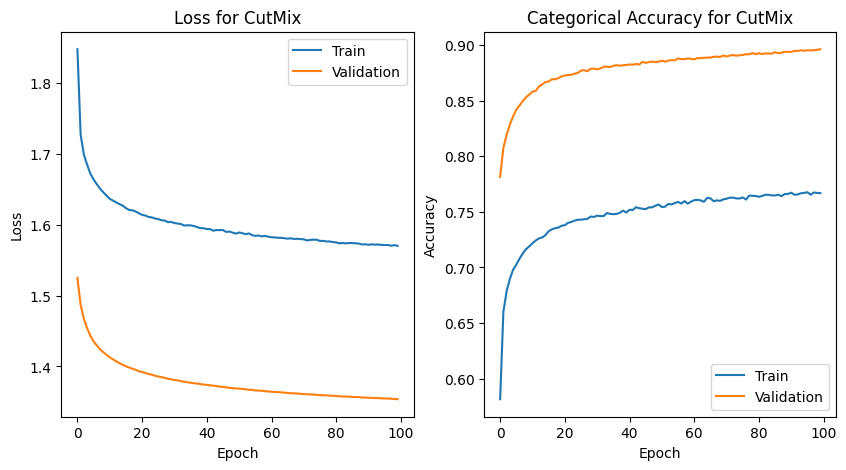 Loss for CutMix
Train
Validation
1.8
1.7
1.6
1.5
1.4
Loss
0
20
40
60
80
100
Epoch
Categorical Accuracy for CutMix
0.90
0.85
0.80
0.75
0.70
0.65
0.60
Accuracy
Train
Validation
0
20
40
60
80
100
Epoch